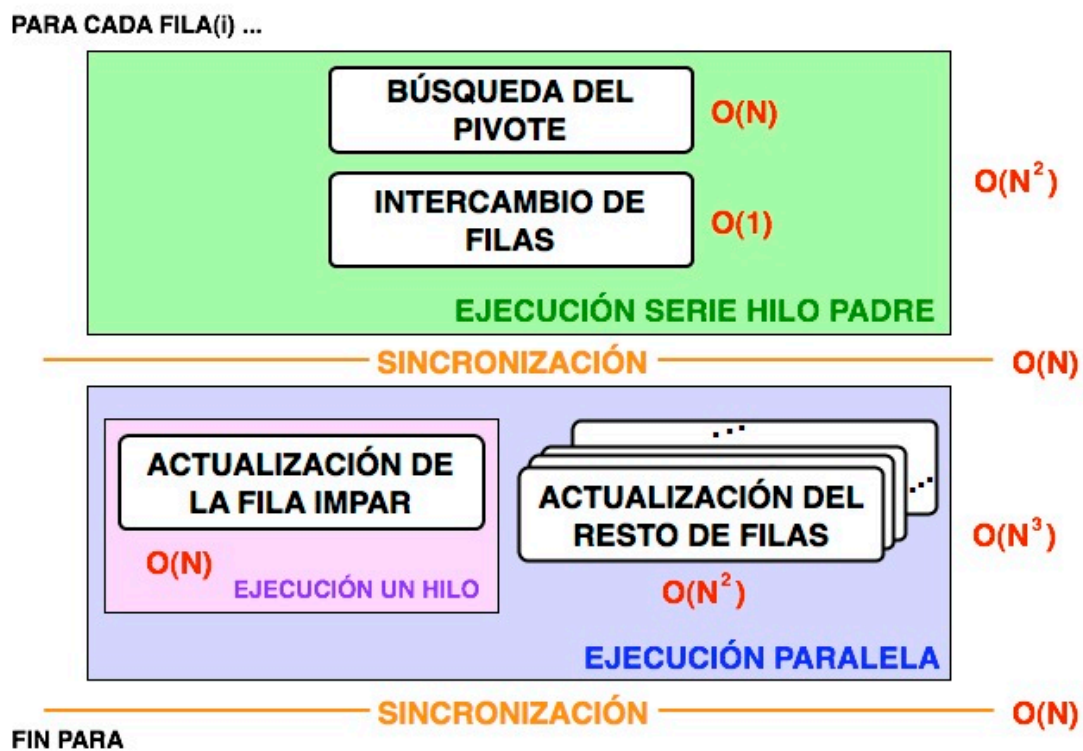 PARA CADA FILA(i) ...
BÚSQUEDA DEL
PIVOTE
O(N)
O(N²)
INTERCAMBIO DE
FILAS
O(1)
EJECUCIÓN SERIE HILO PADRE
SINCRONIZACIÓN
O(N)
ACTUALIZACIÓN DE
LA FILA IMPAR
O(N)
EJECUCIÓN UN HILO
...
...
ACTUALIZACIÓN DEL
RESTO DE FILAS
O(N²)
O(N³)
EJECUCIÓN PARALELA
SINCRONIZACIÓN
O(N)
FIN PARA